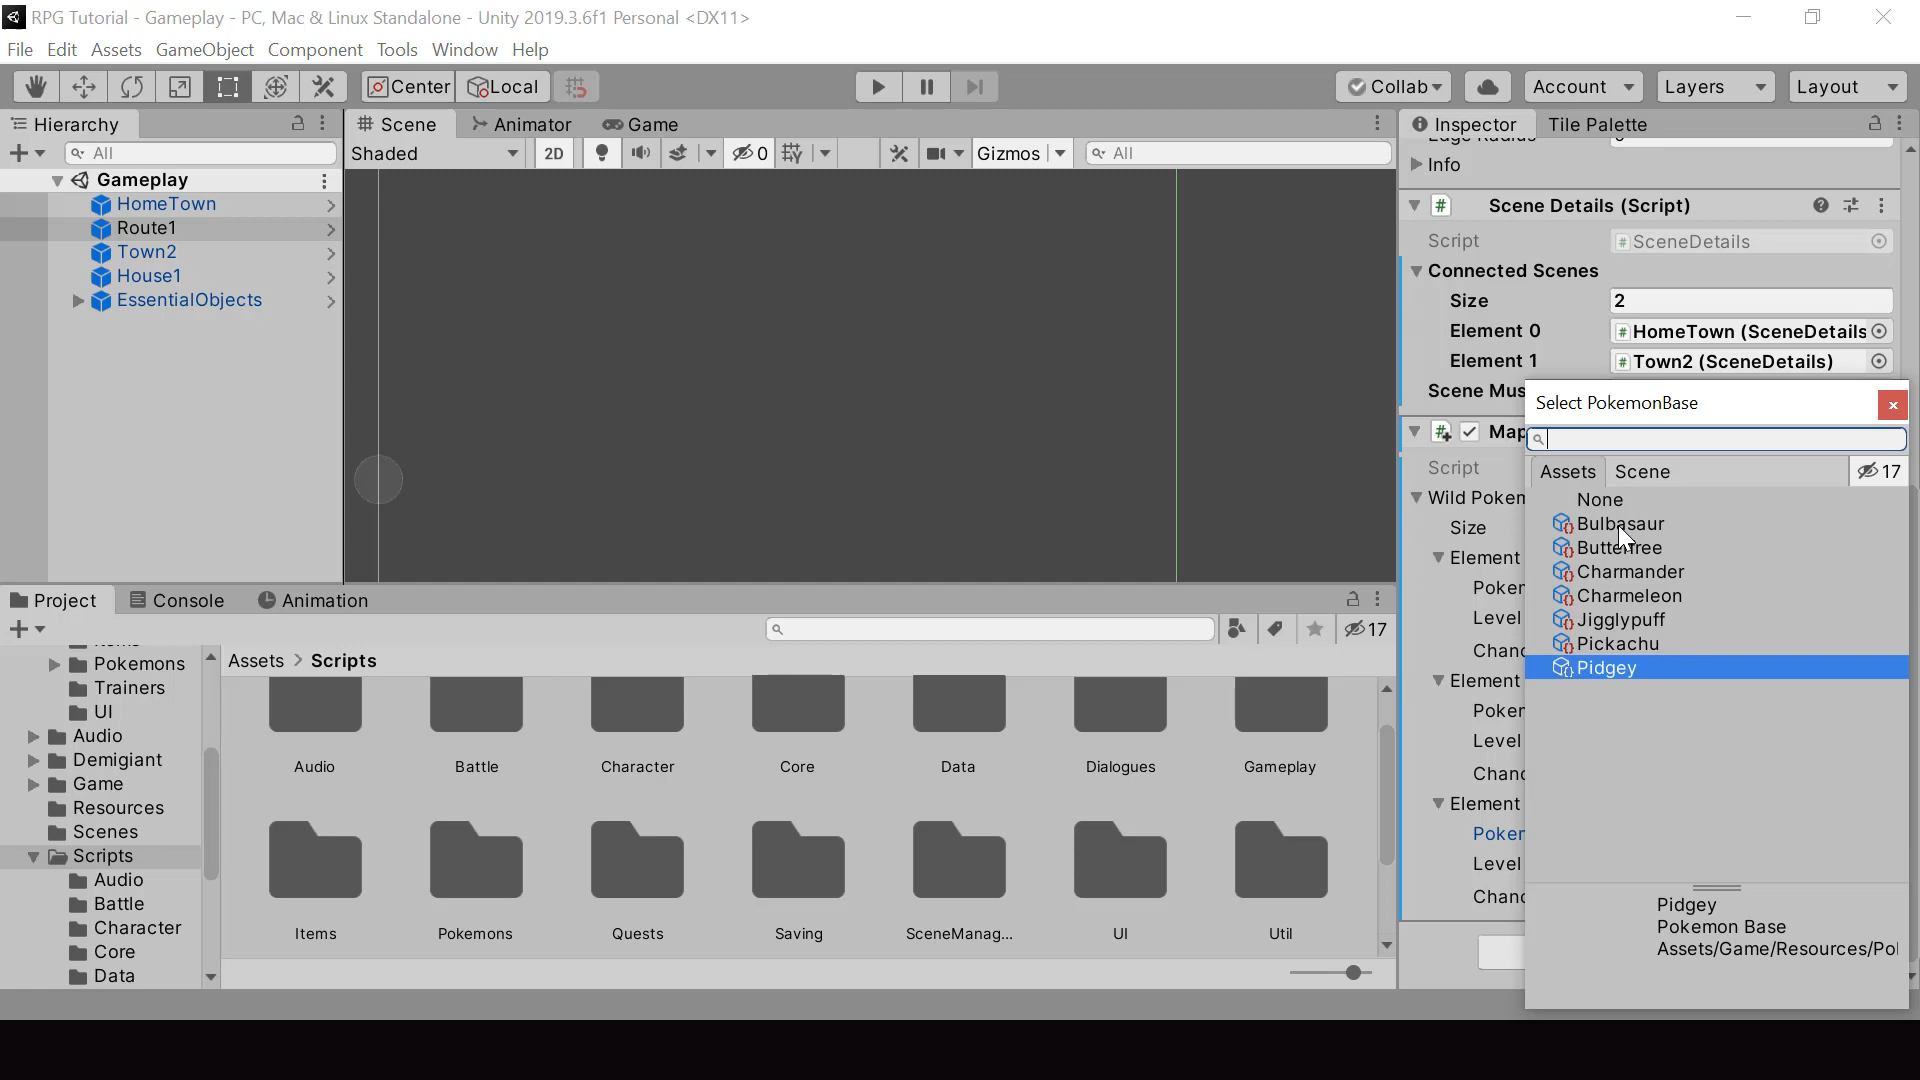 RPG Tutorial - Gameplay - PC, Mac & Linux Standalone - Unity 2019.3.6f1 Personal <DX11>
File Edit Assets GameObject Component Tools Window Help
Center Local Collab Account Layers Layout
Hierarchy
All
Gameplay
HomeTown
Route1
Town2
House1
EssentialObjects
Scene Animator Game
Shaded 2D 0 Gizmos All
Inspector Tile Palette
Info
Scene Details (Script)
Script SceneDetails
Connected Scenes
Size 2
Element 0 HomeTown (SceneDetails
Element 1 Town2 (SceneDetails)
Scene Mus
Map
Script
Wild Poken
Size
Element
Poker
Level
Chanc
Element
Poker
Level
Chanc
Element
Poker
Level
Chanc
Select PokemonBase
Assets Scene 17
None
Bulbasaur
Butterfree
Charmander
Charmeleon
Jigglypuff
Pickachu
Pidgey
Pidgey
Pokemon Base
Assets/Game/Resources/Po
Project Console Animation
17
Pokemons
Trainers
UI
Audio
Demigiant
Game
Resources
Scenes
Scripts
Audio
Battle
Character
Core
Data
Assets > Scripts
Audio Battle Character Core Data Dialogues Gameplay
Items Pokemons Quests Saving SceneManag... UI Util